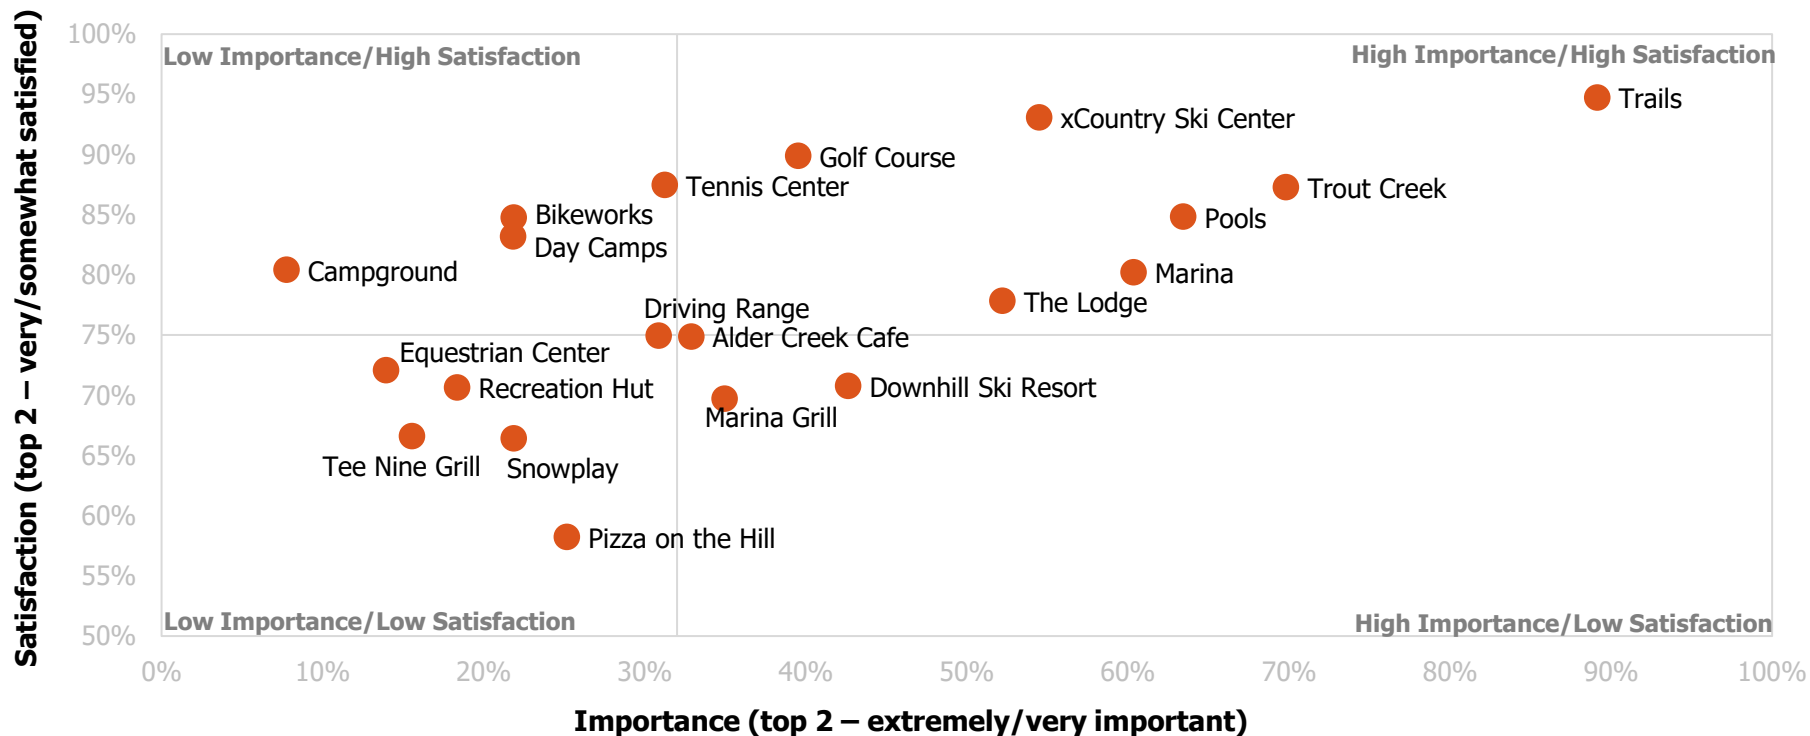 Satisfaction (top 2 – very/somewhat satisfied)
100%
95%
90%
85%
80%
75%
70%
65%
60%
55%
50%
Low Importance/High Satisfaction
High Importance/High Satisfaction
Trails
xCountry Ski Center
Golf Course
Tennis Center
Trout Creek
Bikeworks
Pools
Day Camps
Campground
Marina
The Lodge
Driving Range
Alder Creek Cafe
Equestrian Center
Recreation Hut
Downhill Ski Resort
Marina Grill
Tee Nine Grill
Snowplay
Pizza on the Hill
Low Importance/Low Satisfaction
High Importance/Low Satisfaction
0%
10%
20%
30%
40%
50%
60%
70%
80%
90%
100%
Importance (top 2 – extremely/very important)